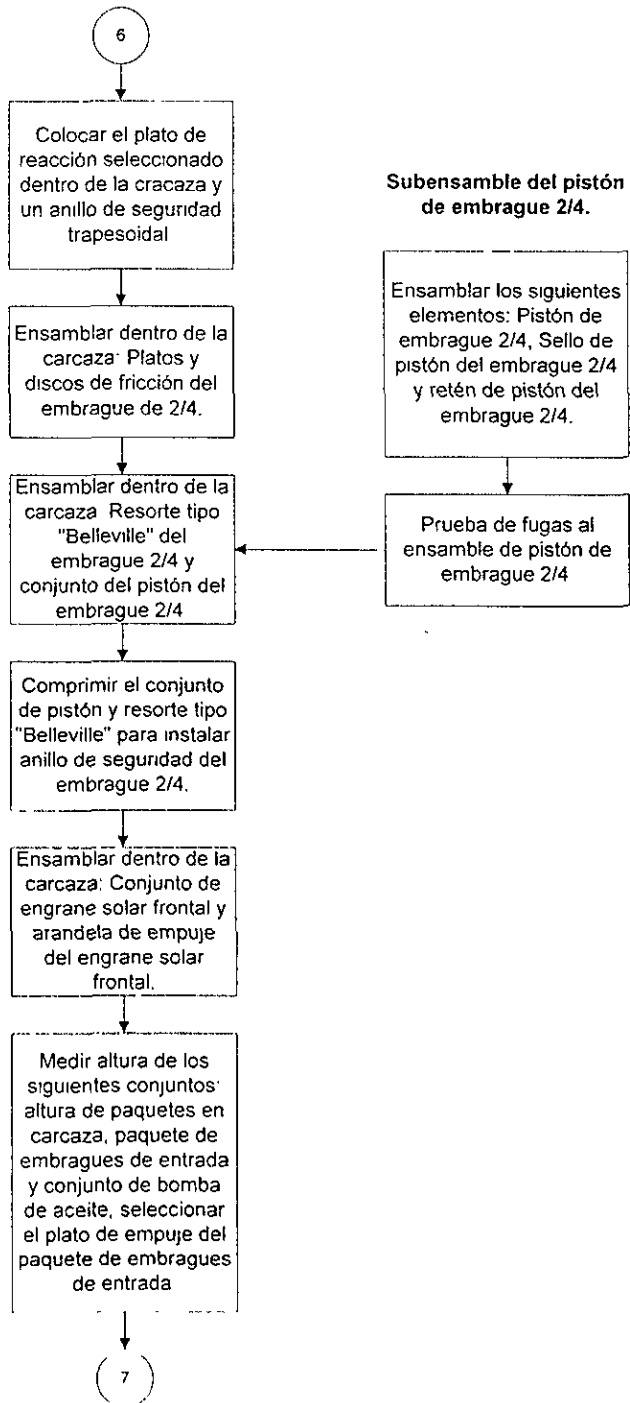 6
Colocar el plato de
reacción seleccionado
dentro de la cracaza y
un anillo de seguridad
trapesoidal
Ensamblar dentro de la
carcaza: Platos y
discos de fricción del
embrague de 2/4.
Subensamble del pistón
de embrague 2/4.
Ensamblar los siguientes
elementos: Pistón de
embrague 2/4, Sello de
pistón del embrague 2/4
y retén de pistón del
embrague 2/4.
Prueba de fugas al
ensamble de pistón de
embrague 2/4
Ensamblar dentro de la
carcaza Resorte tipo
"Belleville" del
embrague 2/4 y
conjunto del pistón del
embrague 2/4
Comprimir el conjunto
de pistón y resorte tipo
"Belleville" para instalar
anillo de seguridad del
embrague 2/4.
Ensamblar dentro de la
carcaza: Conjunto de
engrane solar frontal y
arandela de empuje
del engrane solar
frontal.
Medir altura de los
siguientes conjuntos:
altura de paquetes en
carcaza, paquete de
embragues de entrada
y conjunto de bomba
de aceite, seleccionar
el plato de empuje del
paquete de embragues
de entrada
7